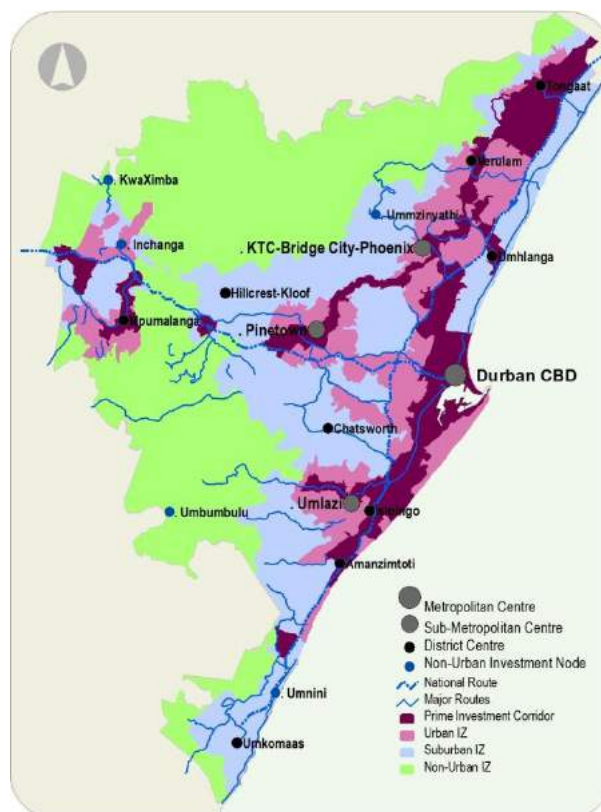 Tongaat
Verulam
KwaXimba
Ummzinyathi
Inchanga
KTC-Bridge City-Phoenix
Umhlanga
Hillcrest-Kloof
Mpumalanga
Pinetown
Durban CBD
Chatsworth
Umlazi
Isipingo
Umbumbulu
Amanzimtoti
Umnini
Umkomaas
Metropolitan Centre
Sub-Metropolitan Centre
District Centre
Non-Urban Investment Node
National Route
Major Routes
Prime Investment Corridor
Urban IZ
Suburban IZ
Non-Urban IZ